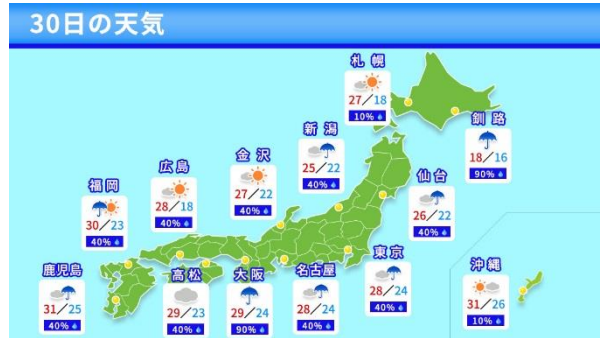 30日の天気
札幌
27/18
10%
釧路
18/16
90%
新潟
25/22
40%
金沢
27/22
40%
仙台
26/22
40%
広島
28/18
40%
福岡
30/23
40%
東京
28/24
40%
鹿児島
31/25
40%
高松
29/23
40%
大阪
29/24
90%
名古屋
28/24
40%
沖縄
31/26
10%